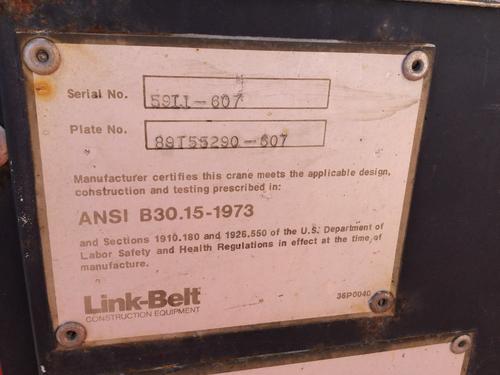 Serial No. 59II-607
Plate No. 89T55290-607
Manufacturer certifies this crane meets the applicable design,
construction and testing prescribed in:
ANSI B30.15-1973
and Sections 1910.180 and 1926.550 of the U.S. Department of
Labor Safety and Health Regulations in effect at the time of
manufacture.
Link-Belt
CONSTRUCTION EQUIPMENT
36P0040